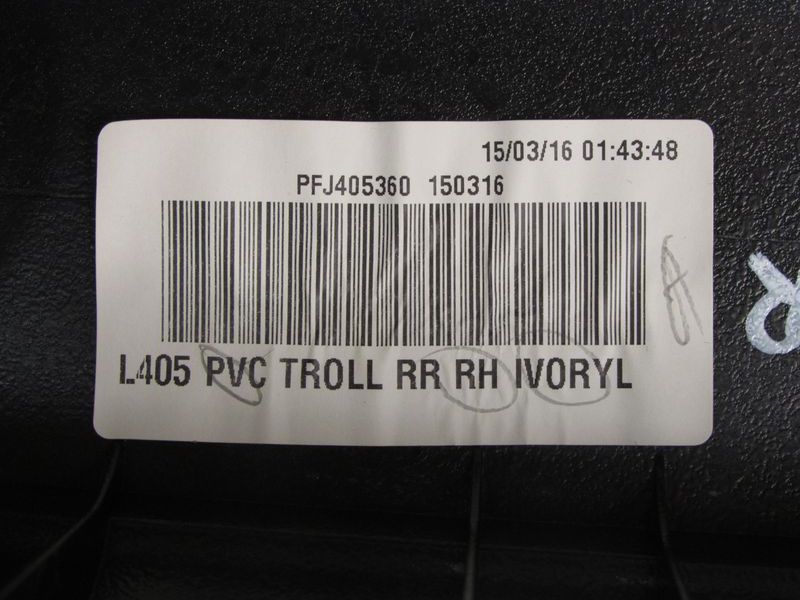 15/03/16 01:43:48
PFJ405360 150316
L405 PVC TROLL RR RH IVORYL